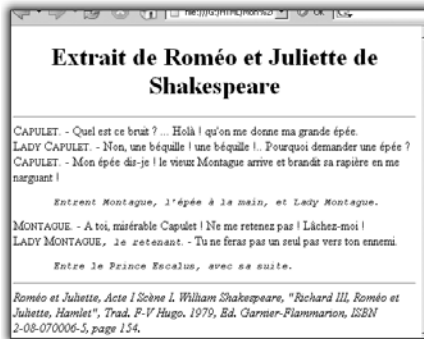 file:///G:/HTML/Mon%2
OK
Extrait de Roméo et Juliette de
Shakespeare
CAPULET. - Quel est ce bruit ? ... Holà ! qu'on me donne ma grande épée.
LADY CAPULET. - Non, une béquille ! une béquille !.. Pourquoi demander une épée ?
CAPULET. - Mon épée dis-je ! le vieux Montague arrive et brandit sa rapière en me
narguant !
Entrent Montague, l'épée à la main, et Lady Montague.
MONTAGUE. - A toi, misérable Capulet ! Ne me retenez pas ! Lâchez-moi !
LADY MONTAGUE, le retenant. - Tu ne feras pas un seul pas vers ton ennemi.
Entre le Prince Escalus, avec sa suite.
Roméo et Juliette, Acte I Scène I. William Shakespeare, "Richard III, Roméo et
Juliette, Hamlet", Trad. F-V Hugo. 1979, Ed. Garnier-Flammarion, ISBN
2-08-070006-5, page 154.